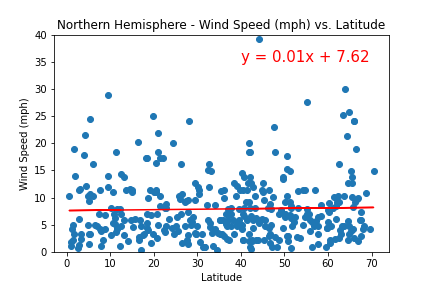 Northern Hemisphere - Wind Speed (mph) vs. Latitude
y = 0.01x + 7.62
Wind Speed (mph)
40
35
30
25
20
15
10
5
0
0 10 20 30 40 50 60 70
Latitude